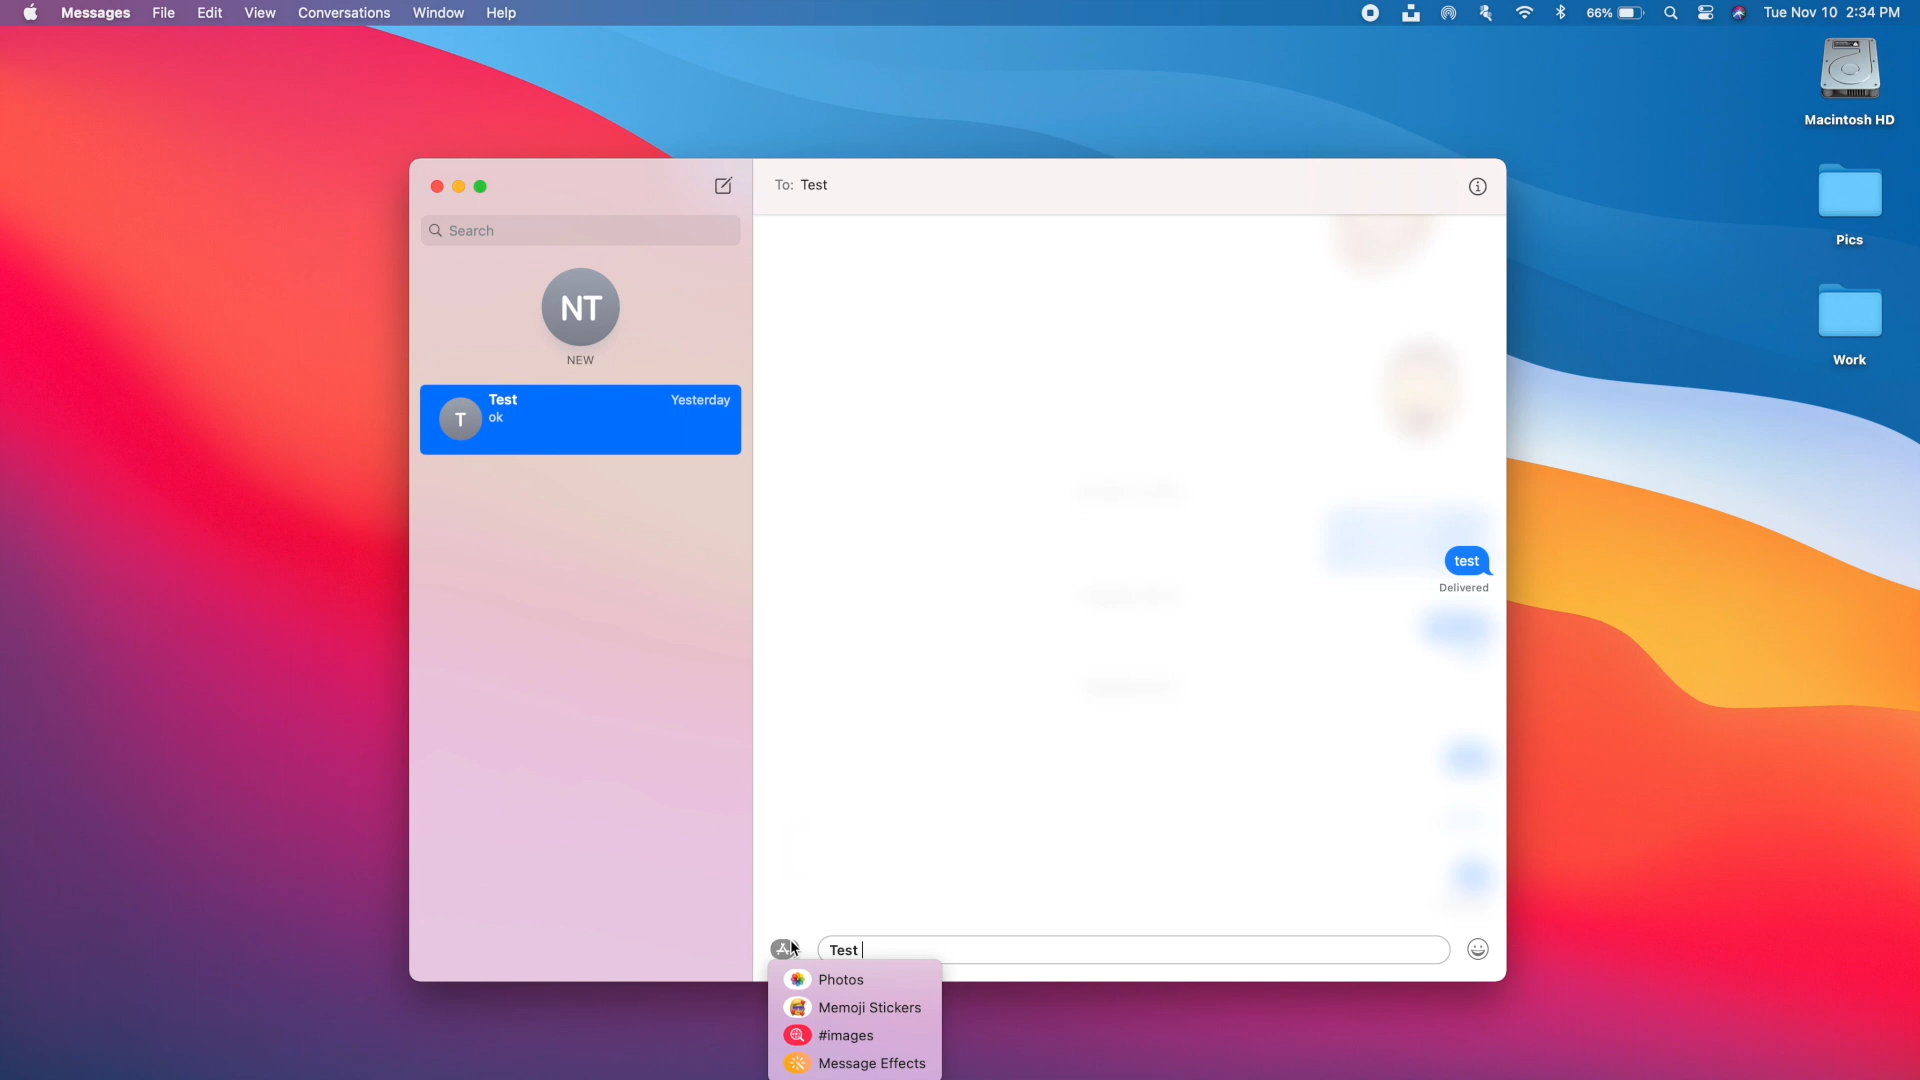 Messages File Edit View Conversations Window Help 66% Tue Nov 10 2:34 PM
Macintosh HD
Pics
Work
Search
NT
NEW
T Test Yesterday
ok
To: Test
test
Delivered
Test
Photos
Memoji Stickers
#images
Message Effects